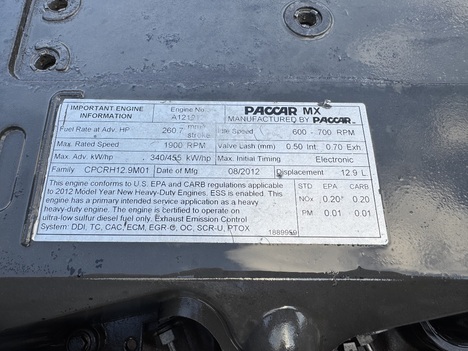 IMPORTANT ENGINE INFORMATION
Engine No.
PACCAR MX
MANUFACTURED BY PACCAR
Fuel Rate at Adv. HP 260.7 mm³ stroke
Idle Speed 600 - 700 RPM
Max. Rated Speed 1900 RPM
Valve Lash (mm) 0.50 Int. 0.70 Exh
Max. Adv. kW/hp 340/455 kW/hp
Max. Initial Timing Electronic
Family CPCRH12.9M01 Date of Mfg. 08/2012 Displacement 12.9 L
This engine conforms to U.S. EPA and CARB regulations applicable
to 2012 Model Year New Heavy-Duty Engines. ESS is enabled. This
engine has a primary intended service application as a heavy
heavy-duty engine. The engine is certified to operate on
ultra-low sulfur diesel fuel only. Exhaust Emission Control
System: DDI, TC, CAC, ECM, EGR-C, OC, SCR-U, PTOX
STD EPA CARB
NOx 0.20* 0.20
PM 0.01 0.01